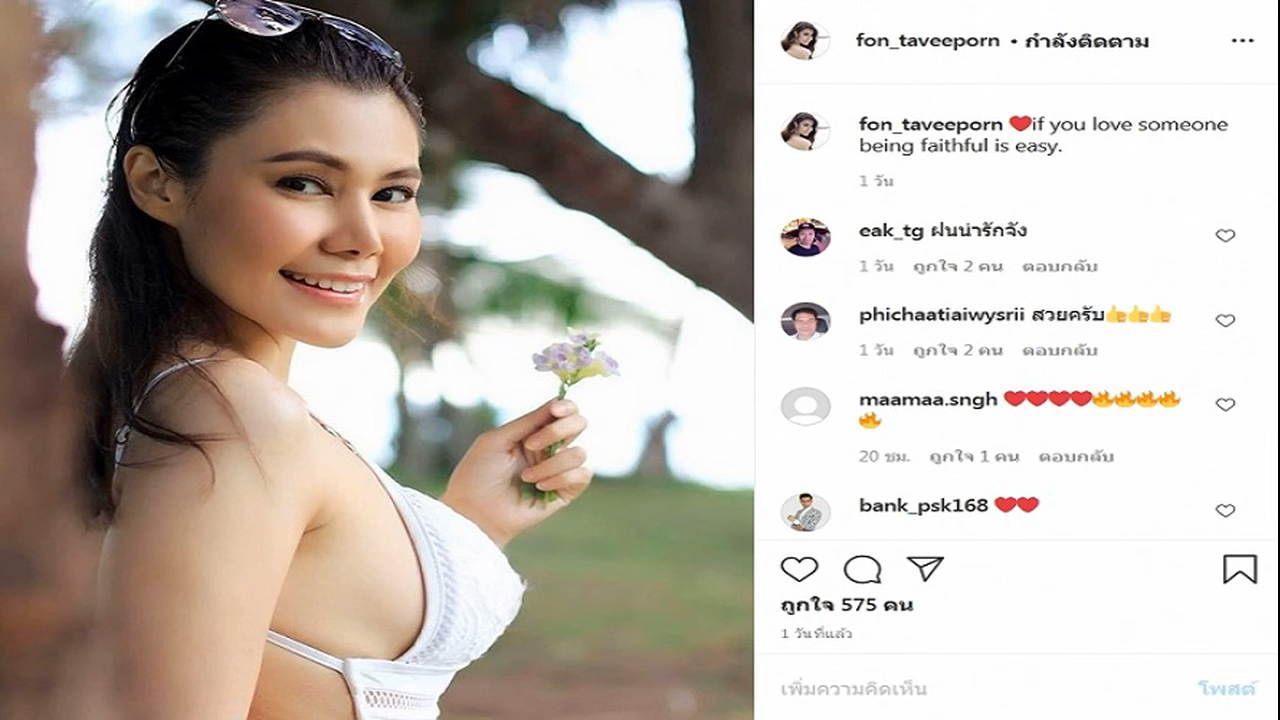 fon_taveeporn • กำลังติดตาม
fon_taveeporn ❤️if you love someone
being faithful is easy.
1 วัน
eak_tg ฝนน่ารักจัง
1 วัน ถูกใจ 2 คน ตอบกลับ
phichaatiaiwysrii สวยครับ👍👍👍
1 วัน ถูกใจ 2 คน ตอบกลับ
maamaa.sngh ❤️❤️❤️❤️🔥🔥🔥🔥
🔥
20 ชม. ถูกใจ 1 คน ตอบกลับ
bank_psk168 ❤️❤️
ถูกใจ 575 คน
1 วันที่แล้ว
เพิ่มความคิดเห็น โพสต์